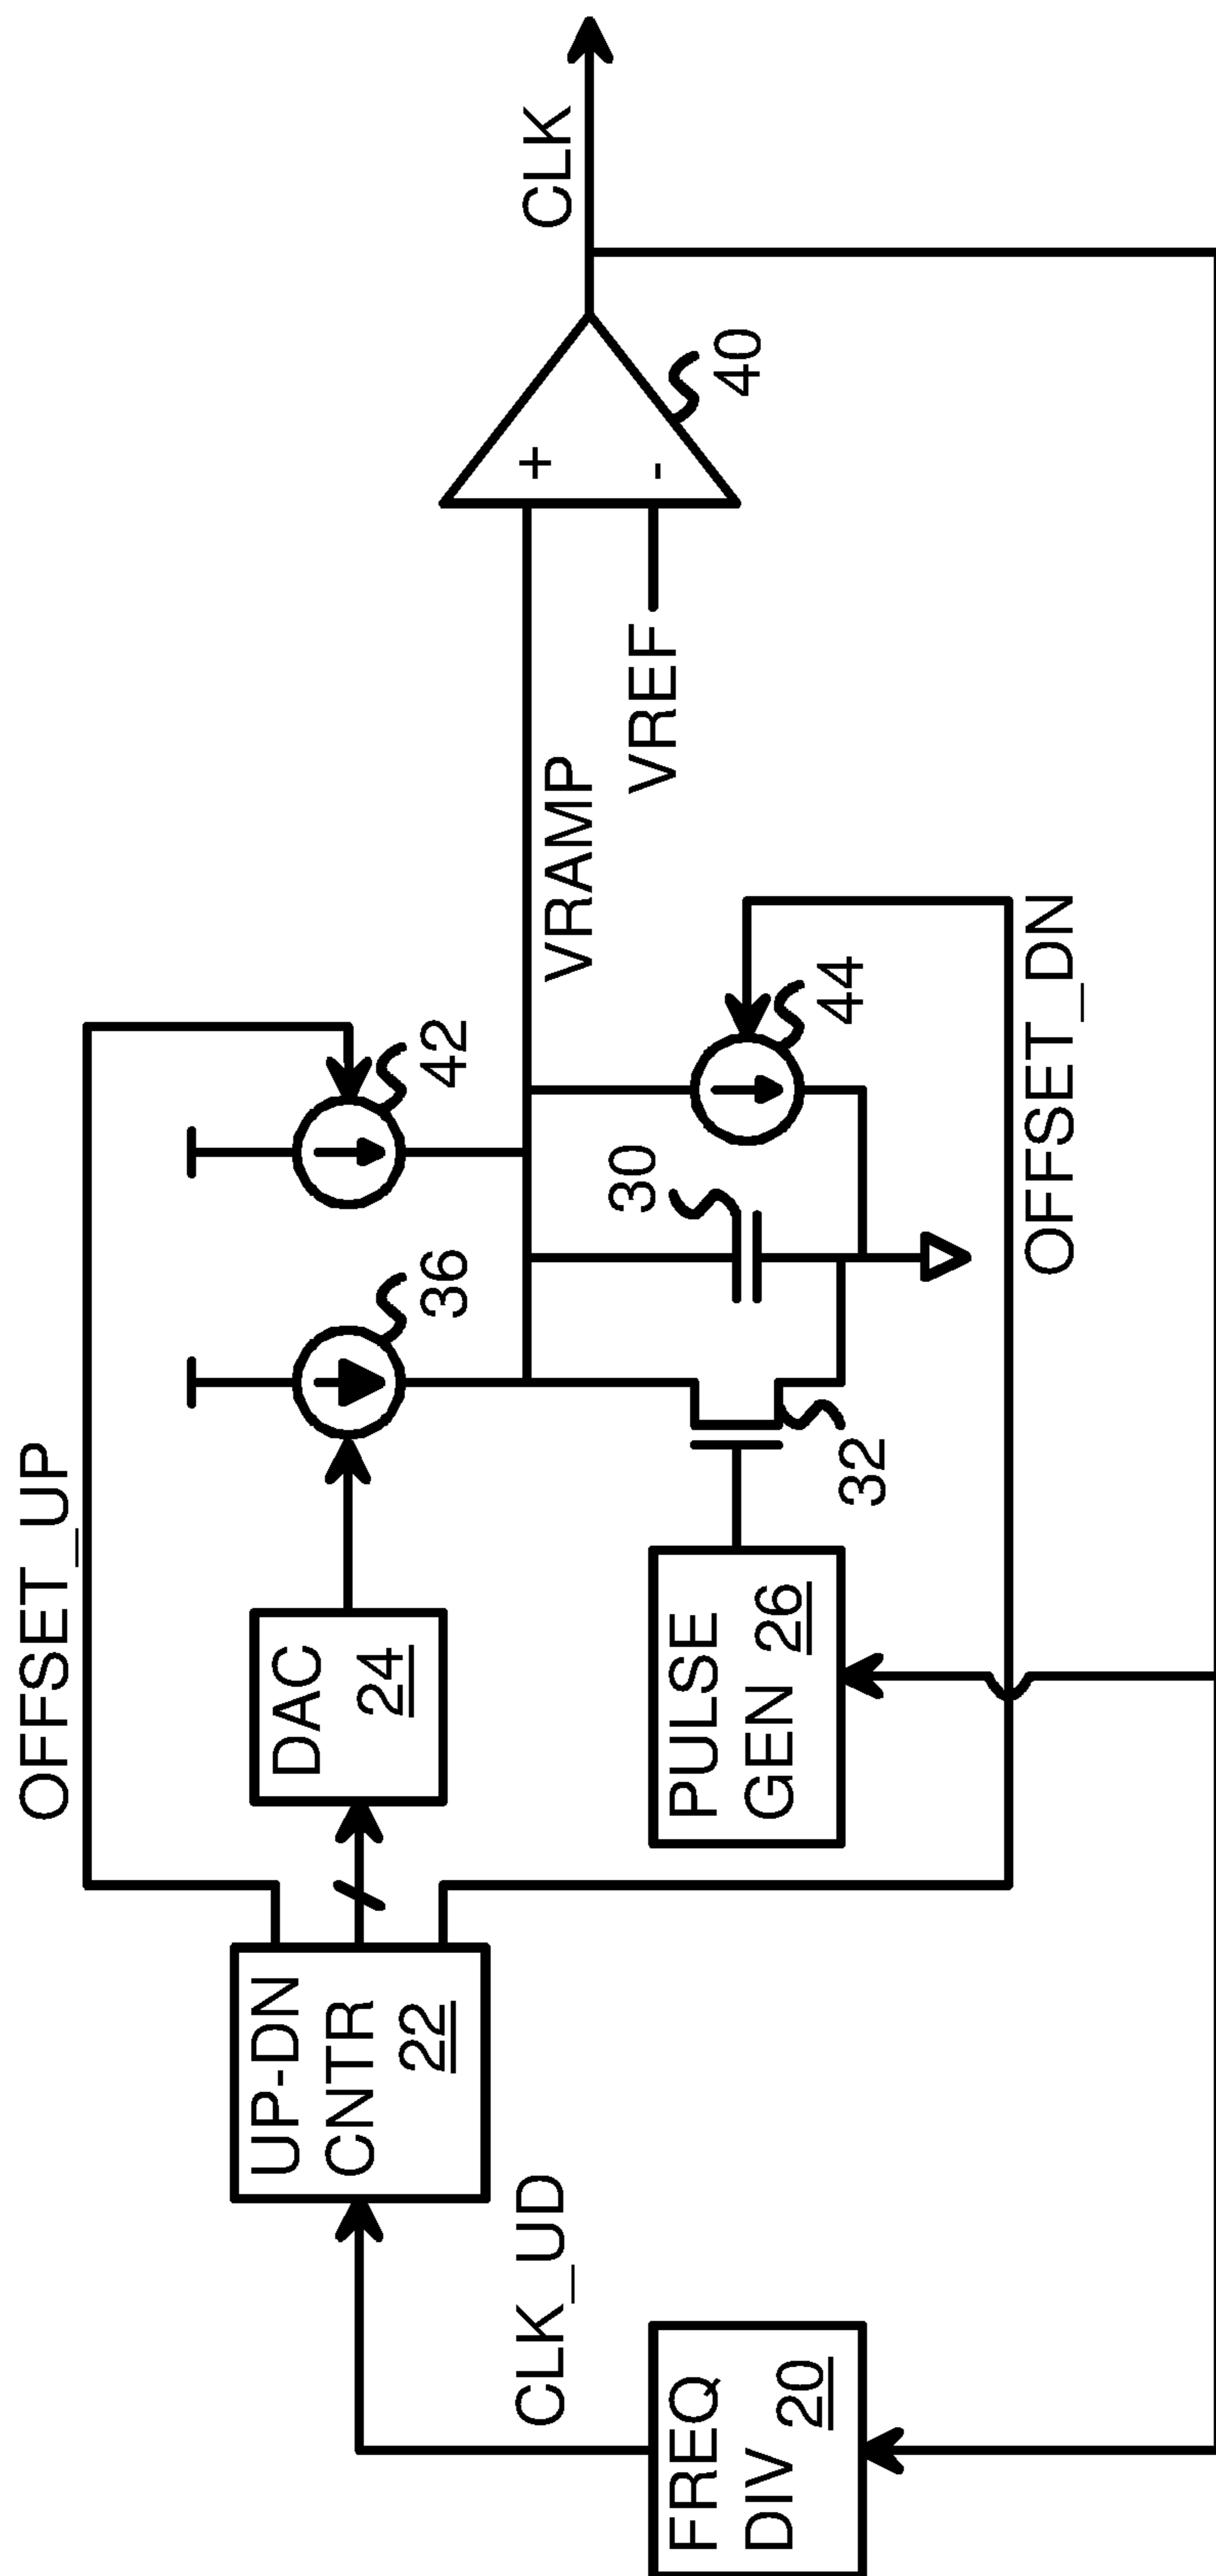 OFFSET_UP
UP-DN
CNTR
22
DAC
24
36
42
CLK
VRAMP
+
-
40
VREF
30
44
32
PULSE
GEN 26
CLK_UD
FREQ
DIV 20
OFFSET_DN